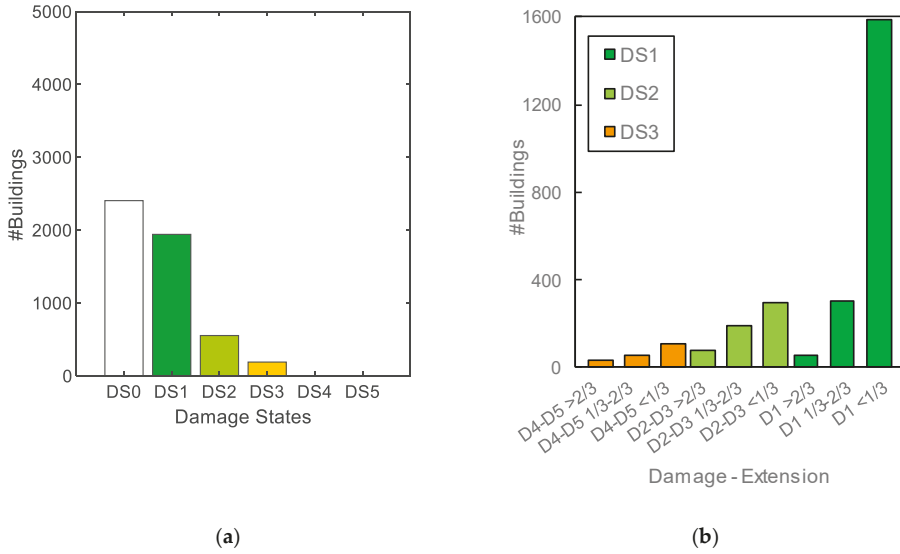 5000
4000
3000
2000
1000
0
#Buildings
DS0 DS1 DS2 DS3 DS4 DS5
Damage States
(a)
1600
1200
800
400
0
#Buildings
DS1
DS2
DS3
D4-D5 >2/3
D4-D5 1/3-2/3
D4-D5 <1/3
D2-D3 >2/3
D2-D3 1/3-2/3
D2-D3 <1/3
D1 >2/3
D1 1/3-2/3
D1 <1/3
Damage - Extension
(b)